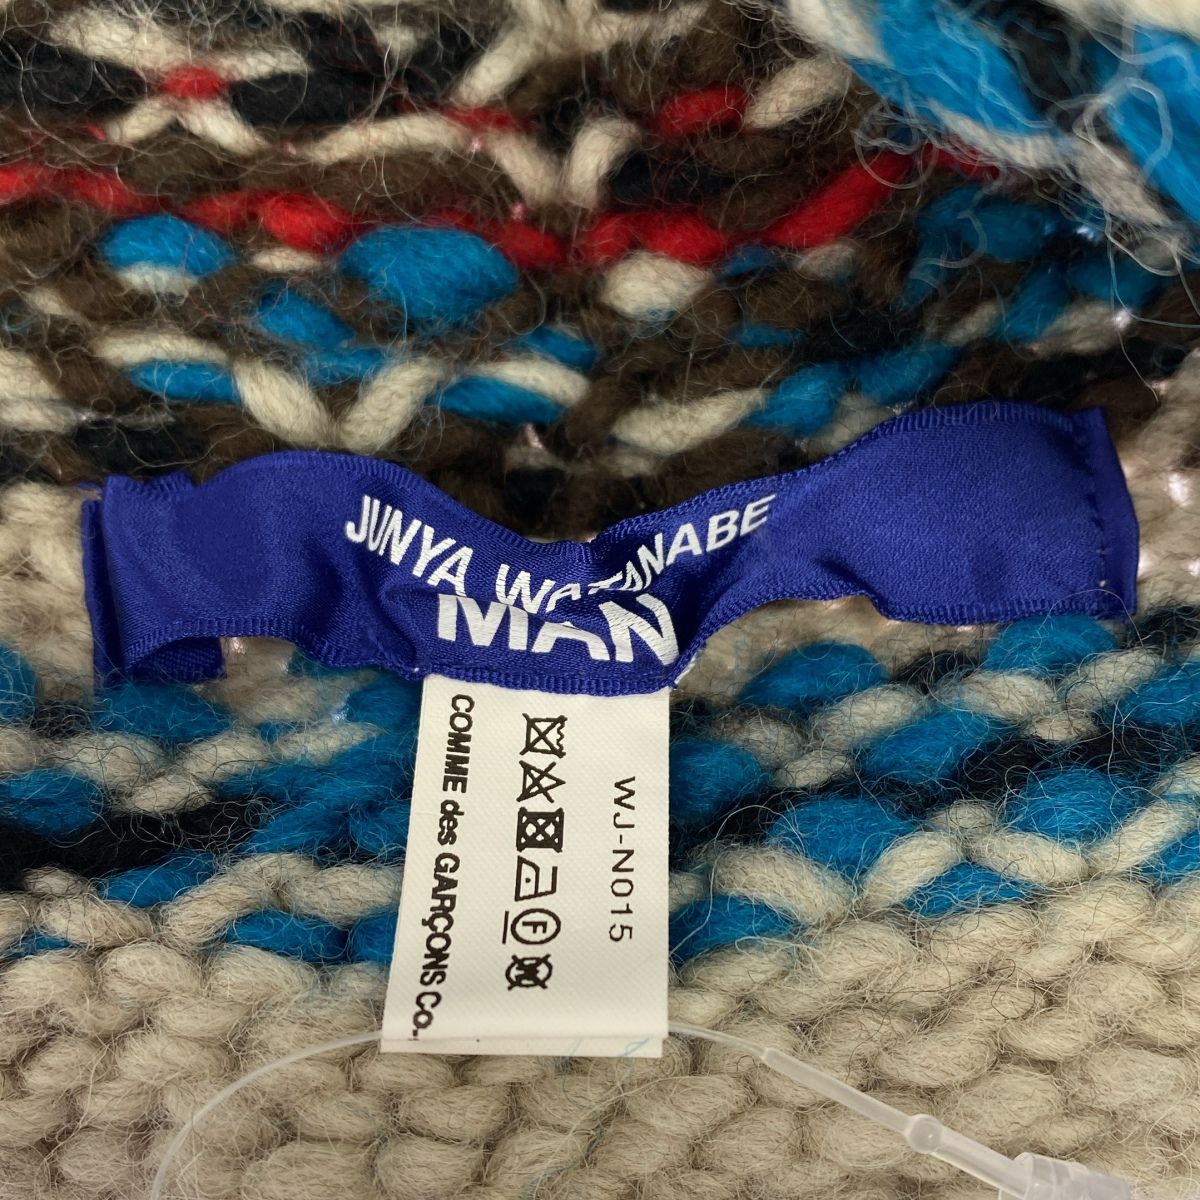 JUNYA WATANABE
MAN
COMME des GARÇONS Co.,
F
WJ-N015